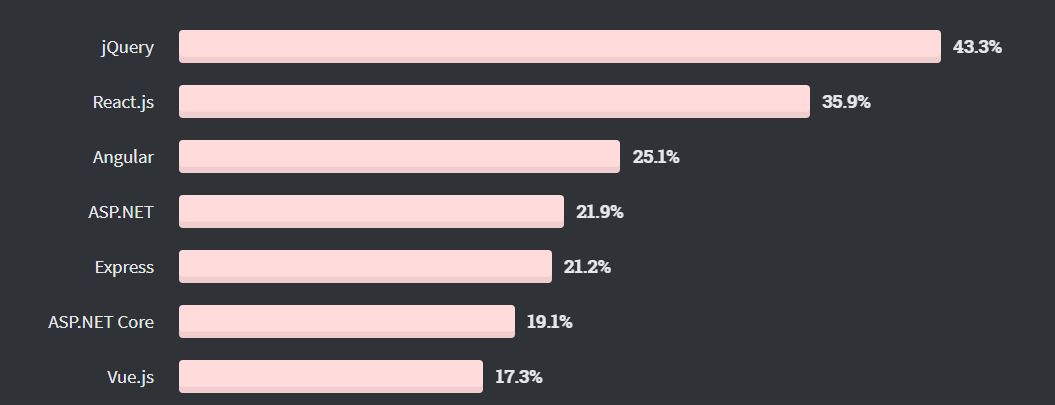 jQuery 43.3%
React.js 35.9%
Angular 25.1%
ASP.NET 21.9%
Express 21.2%
ASP.NET Core 19.1%
Vue.js 17.3%